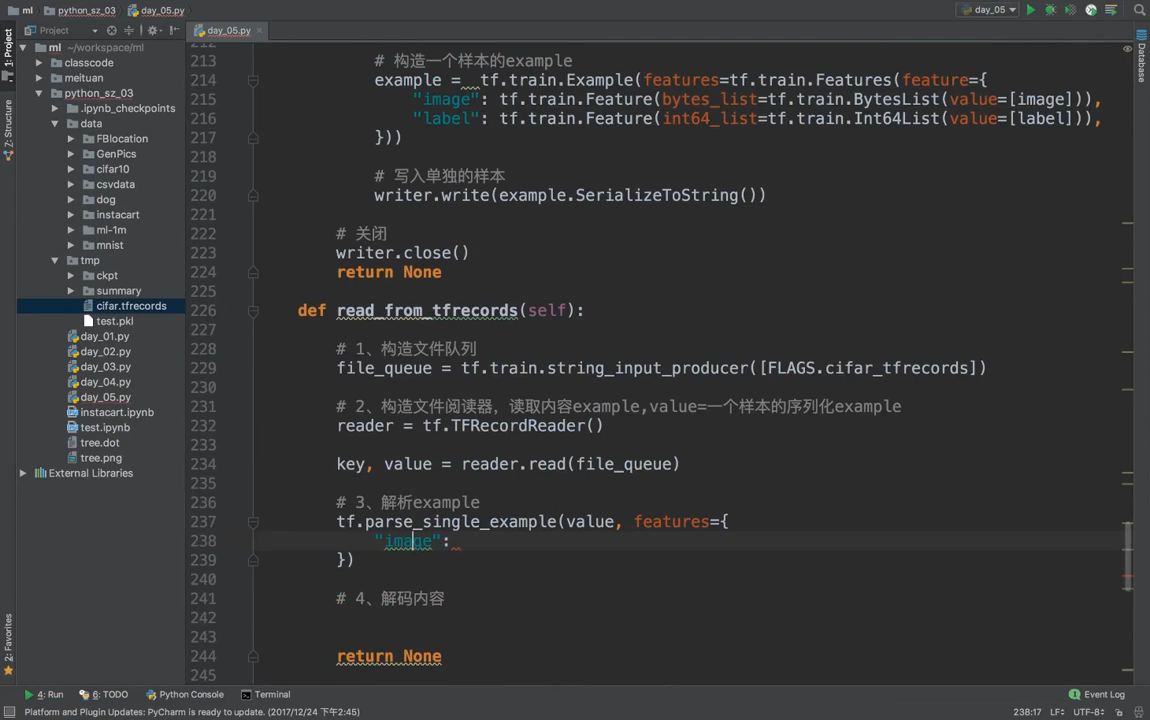 ml python_sz_03 day_05.py day_05
Project day_05.py
1: Project
Z: Structure
2: Favorites
Database
ml ~/workspace/ml
classcode
meituan
python_sz_03
.ipynb_checkpoints
data
FBlocation
GenPics
cifar10
csvdata
dog
instacart
ml-1m
mnist
tmp
ckpt
summary
cifar.tfrecords
test.pkl
day_01.py
day_02.py
day_03.py
day_04.py
day_05.py
instacart.ipynb
test.ipynb
tree.dot
tree.png
External Libraries
213 # 构造一个样本的example
214 example = tf.train.Example(features=tf.train.Features(feature={
215 "image": tf.train.Feature(bytes_list=tf.train.BytesList(value=[image])),
216 "label": tf.train.Feature(int64_list=tf.train.Int64List(value=[label])),
217 }))
218
219 # 写入单独的样本
220 writer.write(example.SerializeToString())
221
222 # 关闭
223 writer.close()
224 return None
225
226 def read_from_tfrecords(self):
227
228 # 1、构造文件队列
229 file_queue = tf.train.string_input_producer([FLAGS.cifar_tfrecords])
230
231 # 2、构造文件阅读器，读取内容example,value=一个样本的序列化example
232 reader = tf.TFRecordReader()
233
234 key, value = reader.read(file_queue)
235
236 # 3、解析example
237 tf.parse_single_example(value, features={
238 "image":
239 })
240
241 # 4、解码内容
242
243
244 return None
245
4: Run 6: TODO Python Console Terminal Event Log
Platform and Plugin Updates: PyCharm is ready to update. (2017/12/24 下午2:45) 238:17 LF÷ UTF-8÷